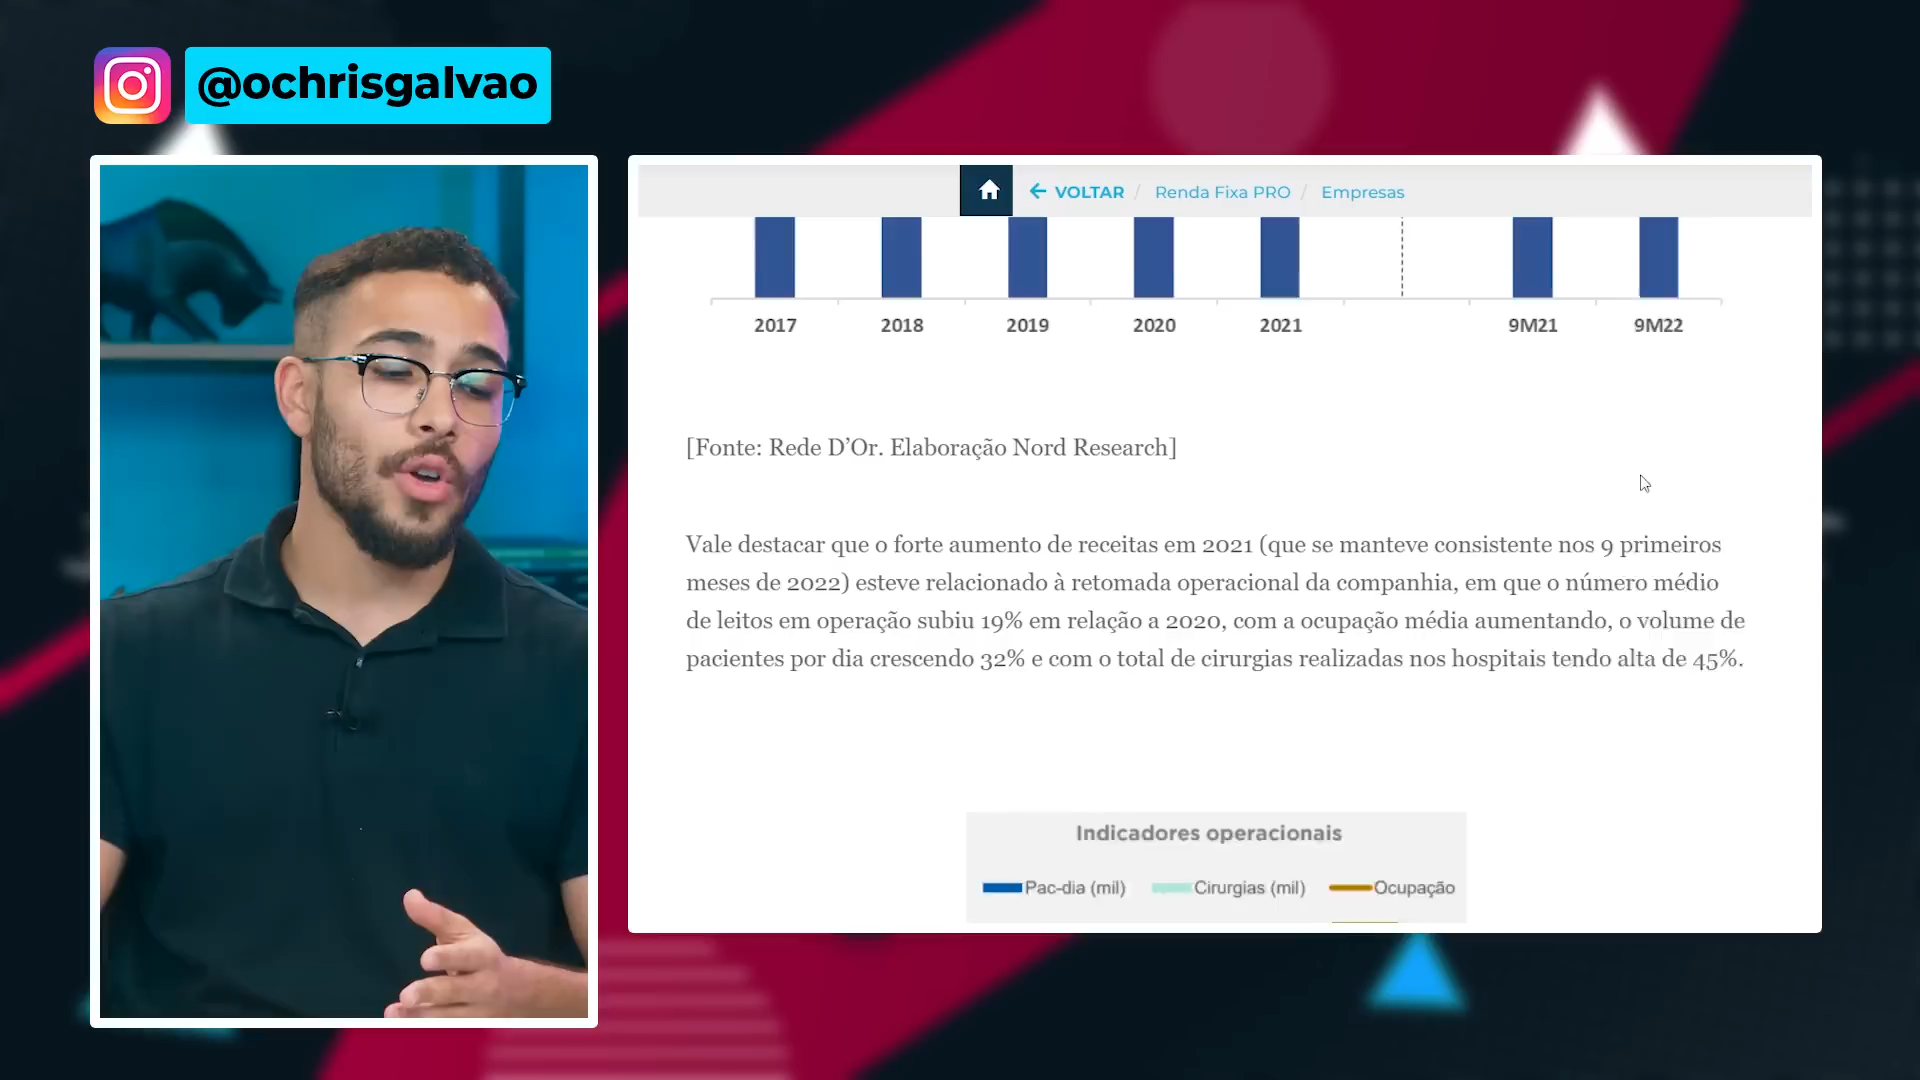 @ochrisgalvao
VOLTAR / Renda Fixa PRO / Empresas
2017 2018 2019 2020 2021 9M21 9M22
[Fonte: Rede D’Or. Elaboração Nord Research]
Vale destacar que o forte aumento de receitas em 2021 (que se manteve consistente nos 9 primeiros
meses de 2022) esteve relacionado à retomada operacional da companhia, em que o número médio
de leitos em operação subiu 19% em relação a 2020, com a ocupação média aumentando, o volume de
pacientes por dia crescendo 32% e com o total de cirurgias realizadas nos hospitais tendo alta de 45%.
Indicadores operacionais
Pac-dia (mil) Cirurgias (mil) Ocupação